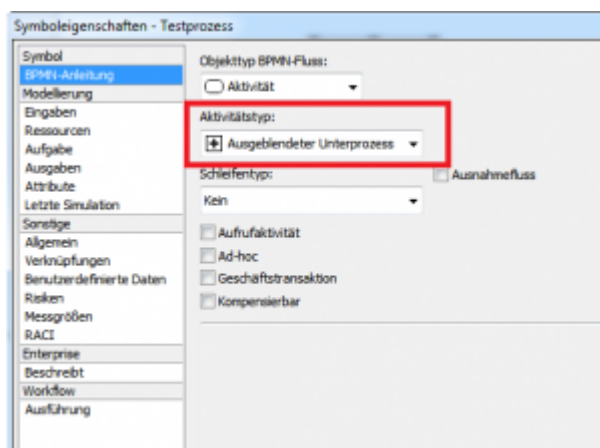 Symboleigenschaften - Testprozess
Symbol
BPMN-Anleitung
Modellierung
Eingaben
Ressourcen
Aufgabe
Ausgaben
Attribute
Letzte Simulation
Sonstige
Allgemein
Verknüpfungen
Benutzerdefinierte Daten
Risiken
Messgrößen
RACI
Enterprise
Beschreibt
Workflow
Ausführung
Objekttyp BPMN-Fluss:
Aktivität
Aktivitätstyp:
Ausgeblendeter Unterprozess
Schleifentyp:
Ausnahmefluss
Kein
Aufrufaktivität
Ad-hoc
Geschäftstransaktion
Kompensierbar